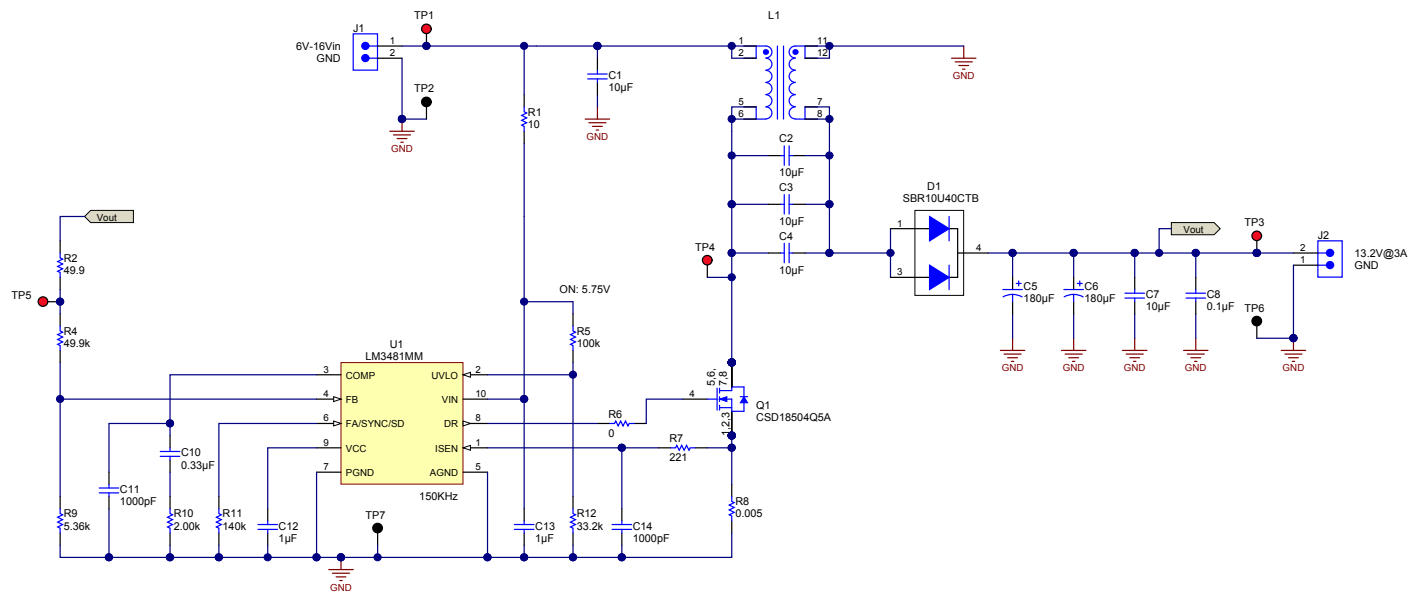 TP1
L1
J1
6V-16Vin
GND
1
2
TP2
GND
C1
10µF
GND
R1
10
1
2
11
12
GND
5
6
7
8
C2
10µF
C3
10µF
C4
10µF
D1
SBR10U40CTB
1
3
4
Vout
TP3
J2
2
1
13.2V@3A
GND
C5
180µF
C6
180µF
C7
10µF
C8
0.1µF
TP6
GND
GND
GND
GND
GND
Vout
R2
49.9
TP5
R4
49.9k
TP4
ON: 5.75V
R5
100k
U1
LM3481MM
3
COMP
UVLO
2
4
FB
VIN
10
6
FA/SYNC/SD
DR
8
9
VCC
ISEN
1
7
PGND
AGND
5
150KHz
R6
0
4
5,6,
7,8
1,2,3
Q1
CSD18504Q5A
R7
221
R8
0.005
C10
0.33µF
C11
1000pF
R9
5.36k
R10
2.00k
R11
140k
C12
1µF
TP7
C13
1µF
R12
33.2k
C14
1000pF
GND